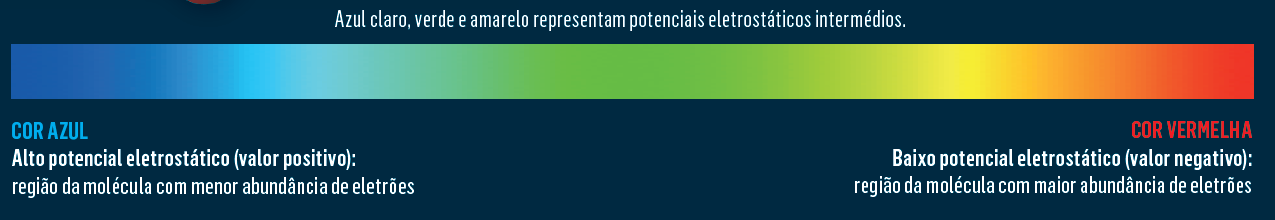 Azul claro, verde e amarelo representam potenciais eletrostáticos intermédios.
COR AZUL
Alto potencial eletrostático (valor positivo):
região da molécula com menor abundância de eletrões
COR VERMELHA
Baixo potencial eletrostático (valor negativo):
região da molécula com maior abundância de eletrões